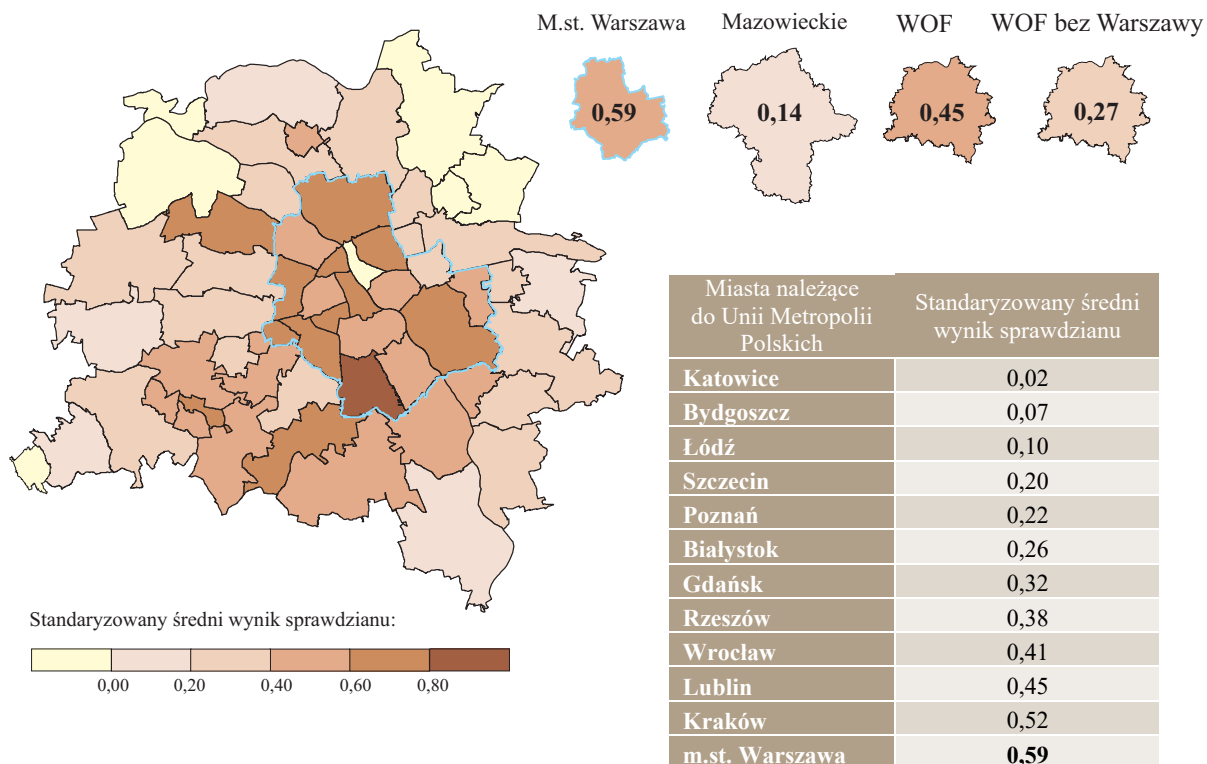 M.st. Warszawa
Mazowieckie
WOF
WOF bez Warszawy
0,59
0,14
0,45
0,27
Miasta należące
do Unii Metropolii
Polskich
Standaryzowany średni
wynik sprawdzianu
Katowice 0,02
Bydgoszcz 0,07
Łódź 0,10
Szczecin 0,20
Poznań 0,22
Białystok 0,26
Gdańsk 0,32
Rzeszów 0,38
Wrocław 0,41
Lublin 0,45
Kraków 0,52
m.st. Warszawa 0,59
Standaryzowany średni wynik sprawdzianu:
0,00 0,20 0,40 0,60 0,80